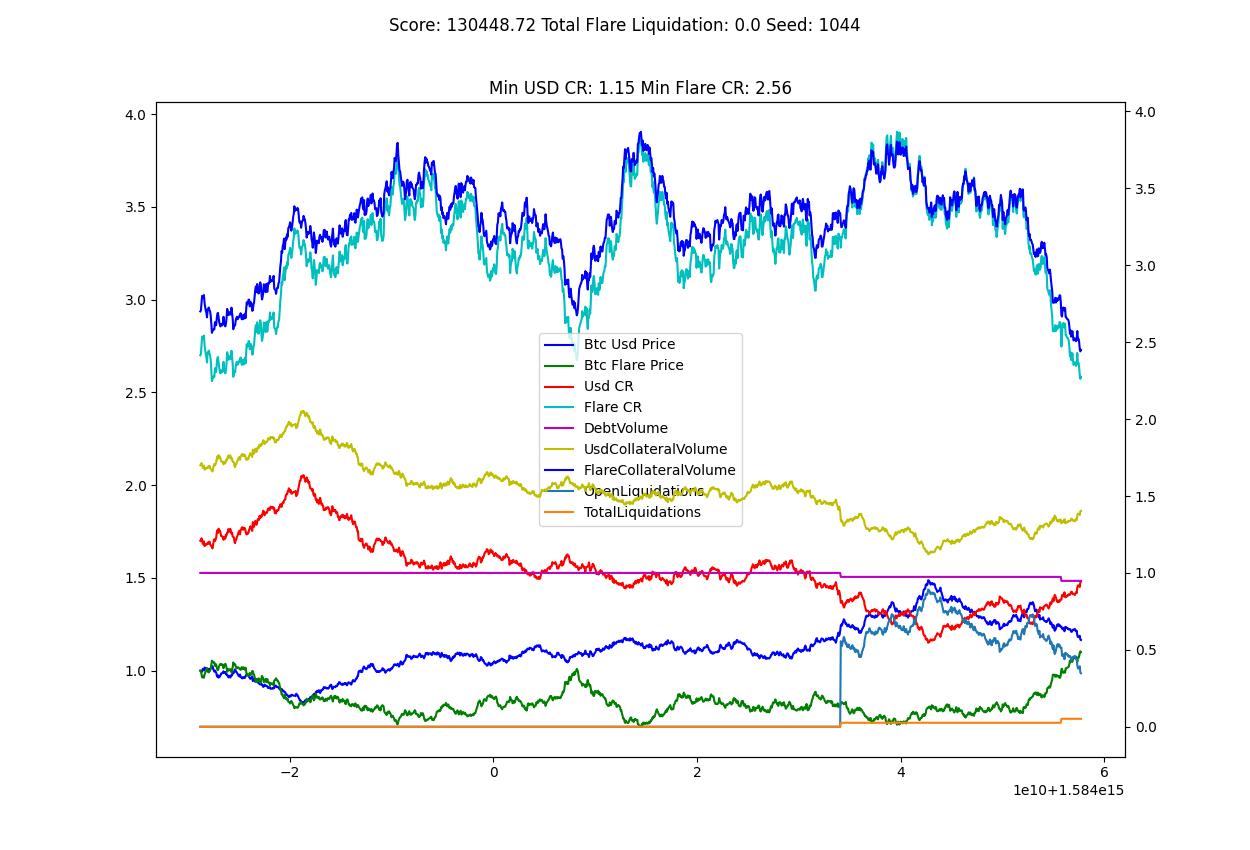 Score: 130448.72 Total Flare Liquidation: 0.0 Seed: 1044
Min USD CR: 1.15 Min Flare CR: 2.56
4.0
3.5
3.0
2.5
2.0
1.5
1.0
4.0
3.5
3.0
2.5
2.0
1.5
1.0
0.5
0.0
Btc Usd Price
Btc Flare Price
Usd CR
Flare CR
DebtVolume
UsdCollateralVolume
FlareCollateralVolume
OpenLiquidations
TotalLiquidations
−2 0 2 4 6
1e10+1.584e15